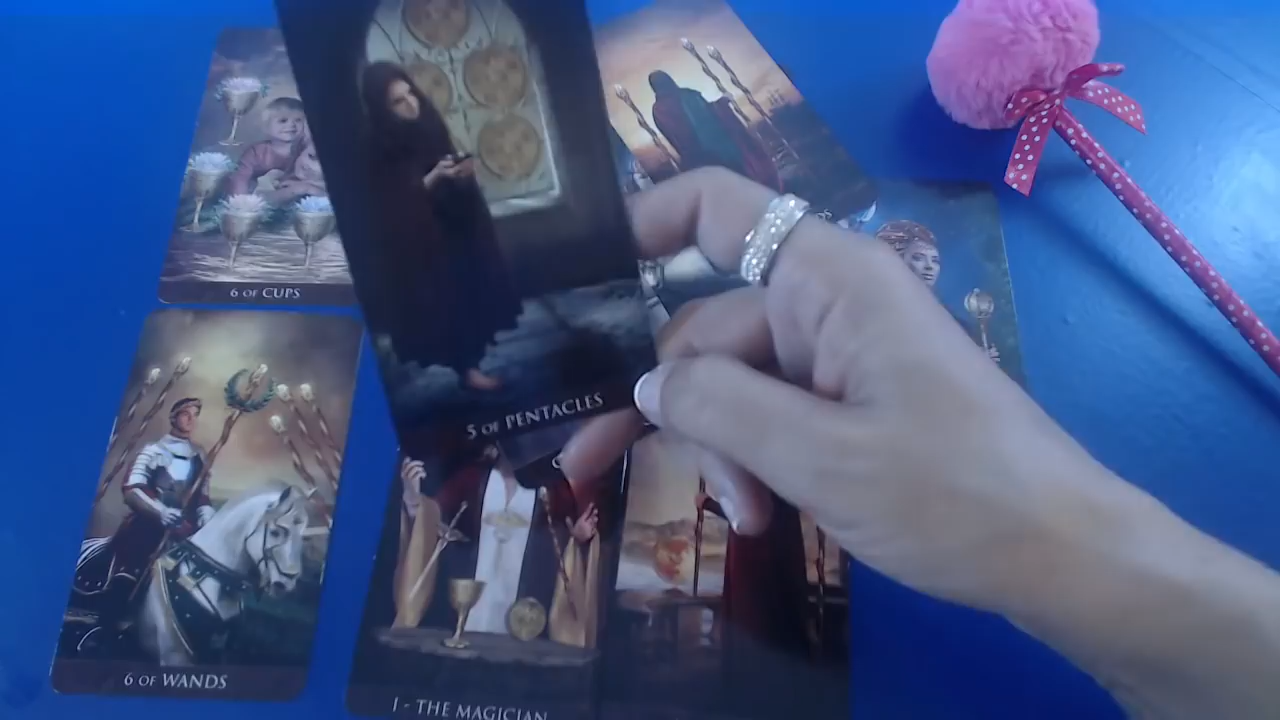 6 OF CUPS
5 OF PENTACLES
6 OF WANDS
I - THE MAGICIAN